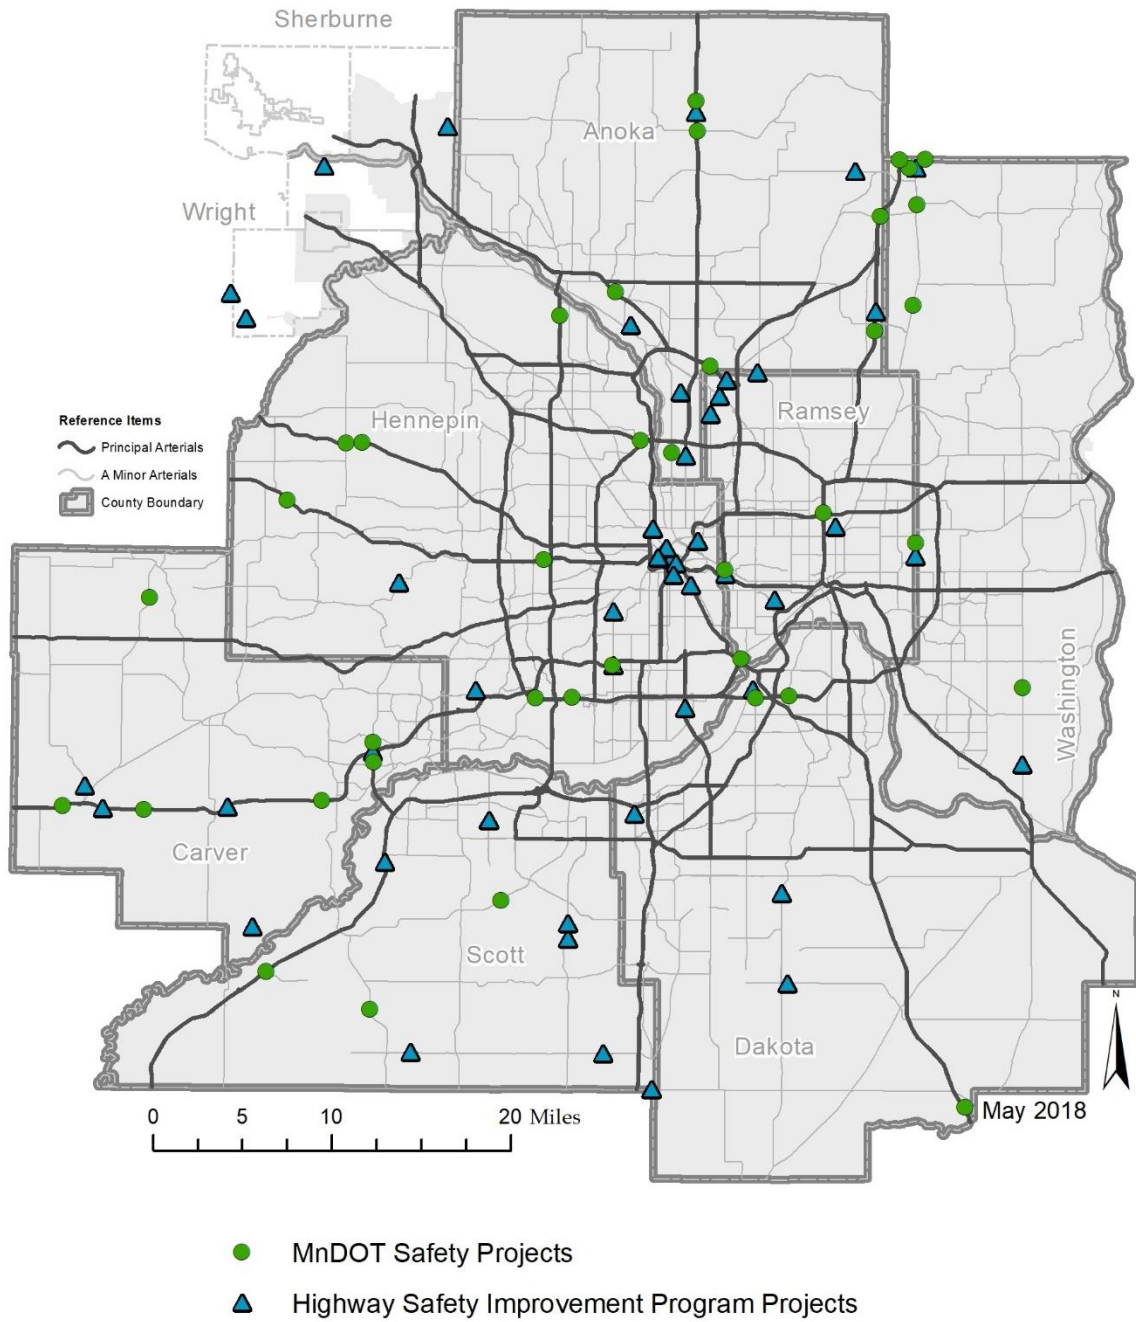 Sherburne
Anoka
Wright
Hennepin
Ramsey
Reference Items
Principal Arterials
A Minor Arterials
County Boundary
Washington
Carver
Scott
Dakota
N
May 2018
0 5 10 20 Miles
MnDOT Safety Projects
Highway Safety Improvement Program Projects